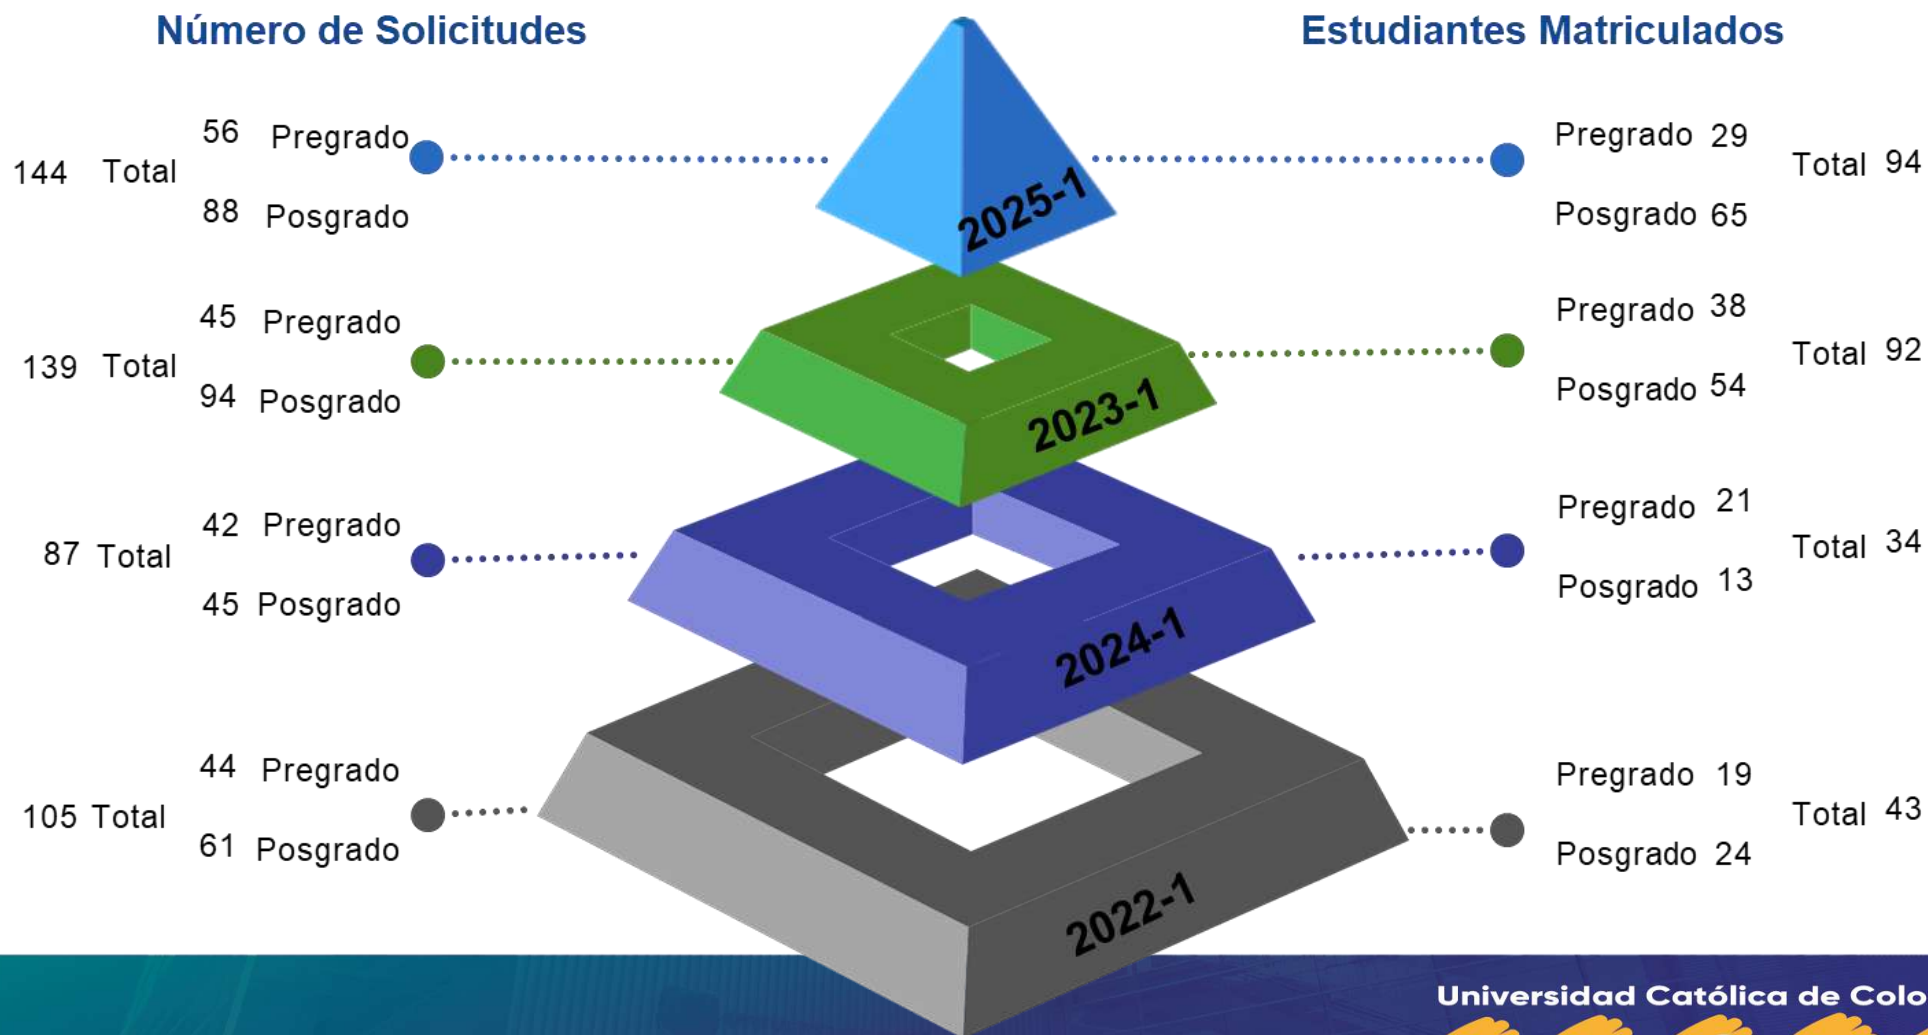 Número de Solicitudes
Estudiantes Matriculados
56 Pregrado
144 Total
88 Posgrado
2025-1
Pregrado 29
Total 94
Posgrado 65
45 Pregrado
139 Total
94 Posgrado
2023-1
Pregrado 38
Total 92
Posgrado 54
42 Pregrado
87 Total
45 Posgrado
2024-1
Pregrado 21
Total 34
Posgrado 13
44 Pregrado
105 Total
61 Posgrado
2022-1
Pregrado 19
Total 43
Posgrado 24
Universidad Católica de Colo